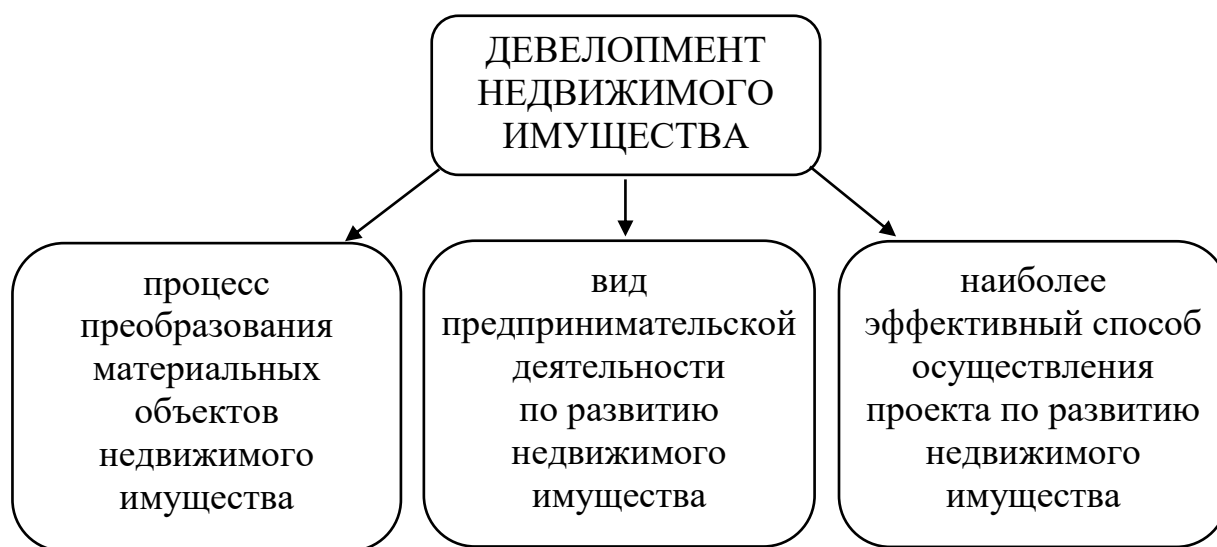 ДЕВЕЛОПМЕНТ
НЕДВИЖИМОГО
ИМУЩЕСТВА
процесс
преобразования
материальных
объектов
недвижимого
имущества
вид
предпринимательской
деятельности
по развитию
недвижимого
имущества
наиболее
эффективный способ
осуществления
проекта по развитию
недвижимого
имущества